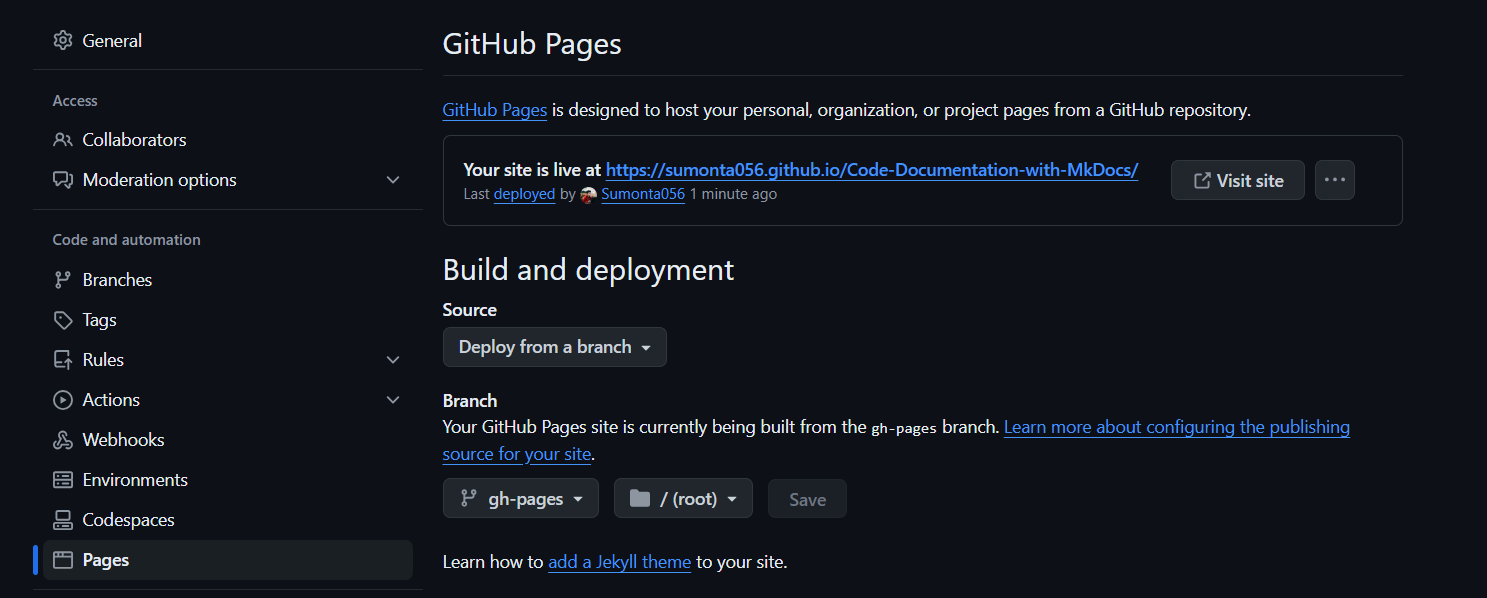 General
Access
Collaborators
Moderation options
Code and automation
Branches
Tags
Rules
Actions
Webhooks
Environments
Codespaces
Pages
GitHub Pages
GitHub Pages is designed to host your personal, organization, or project pages from a GitHub repository.
Your site is live at https://sumonta056.github.io/Code-Documentation-with-MkDocs/
Last deployed by Sumonta056 1 minute ago
Visit site
Build and deployment
Source
Deploy from a branch
Branch
Your GitHub Pages site is currently being built from the gh-pages branch. Learn more about configuring the publishing
source for your site.
gh-pages
/ (root)
Save
Learn how to add a Jekyll theme to your site.